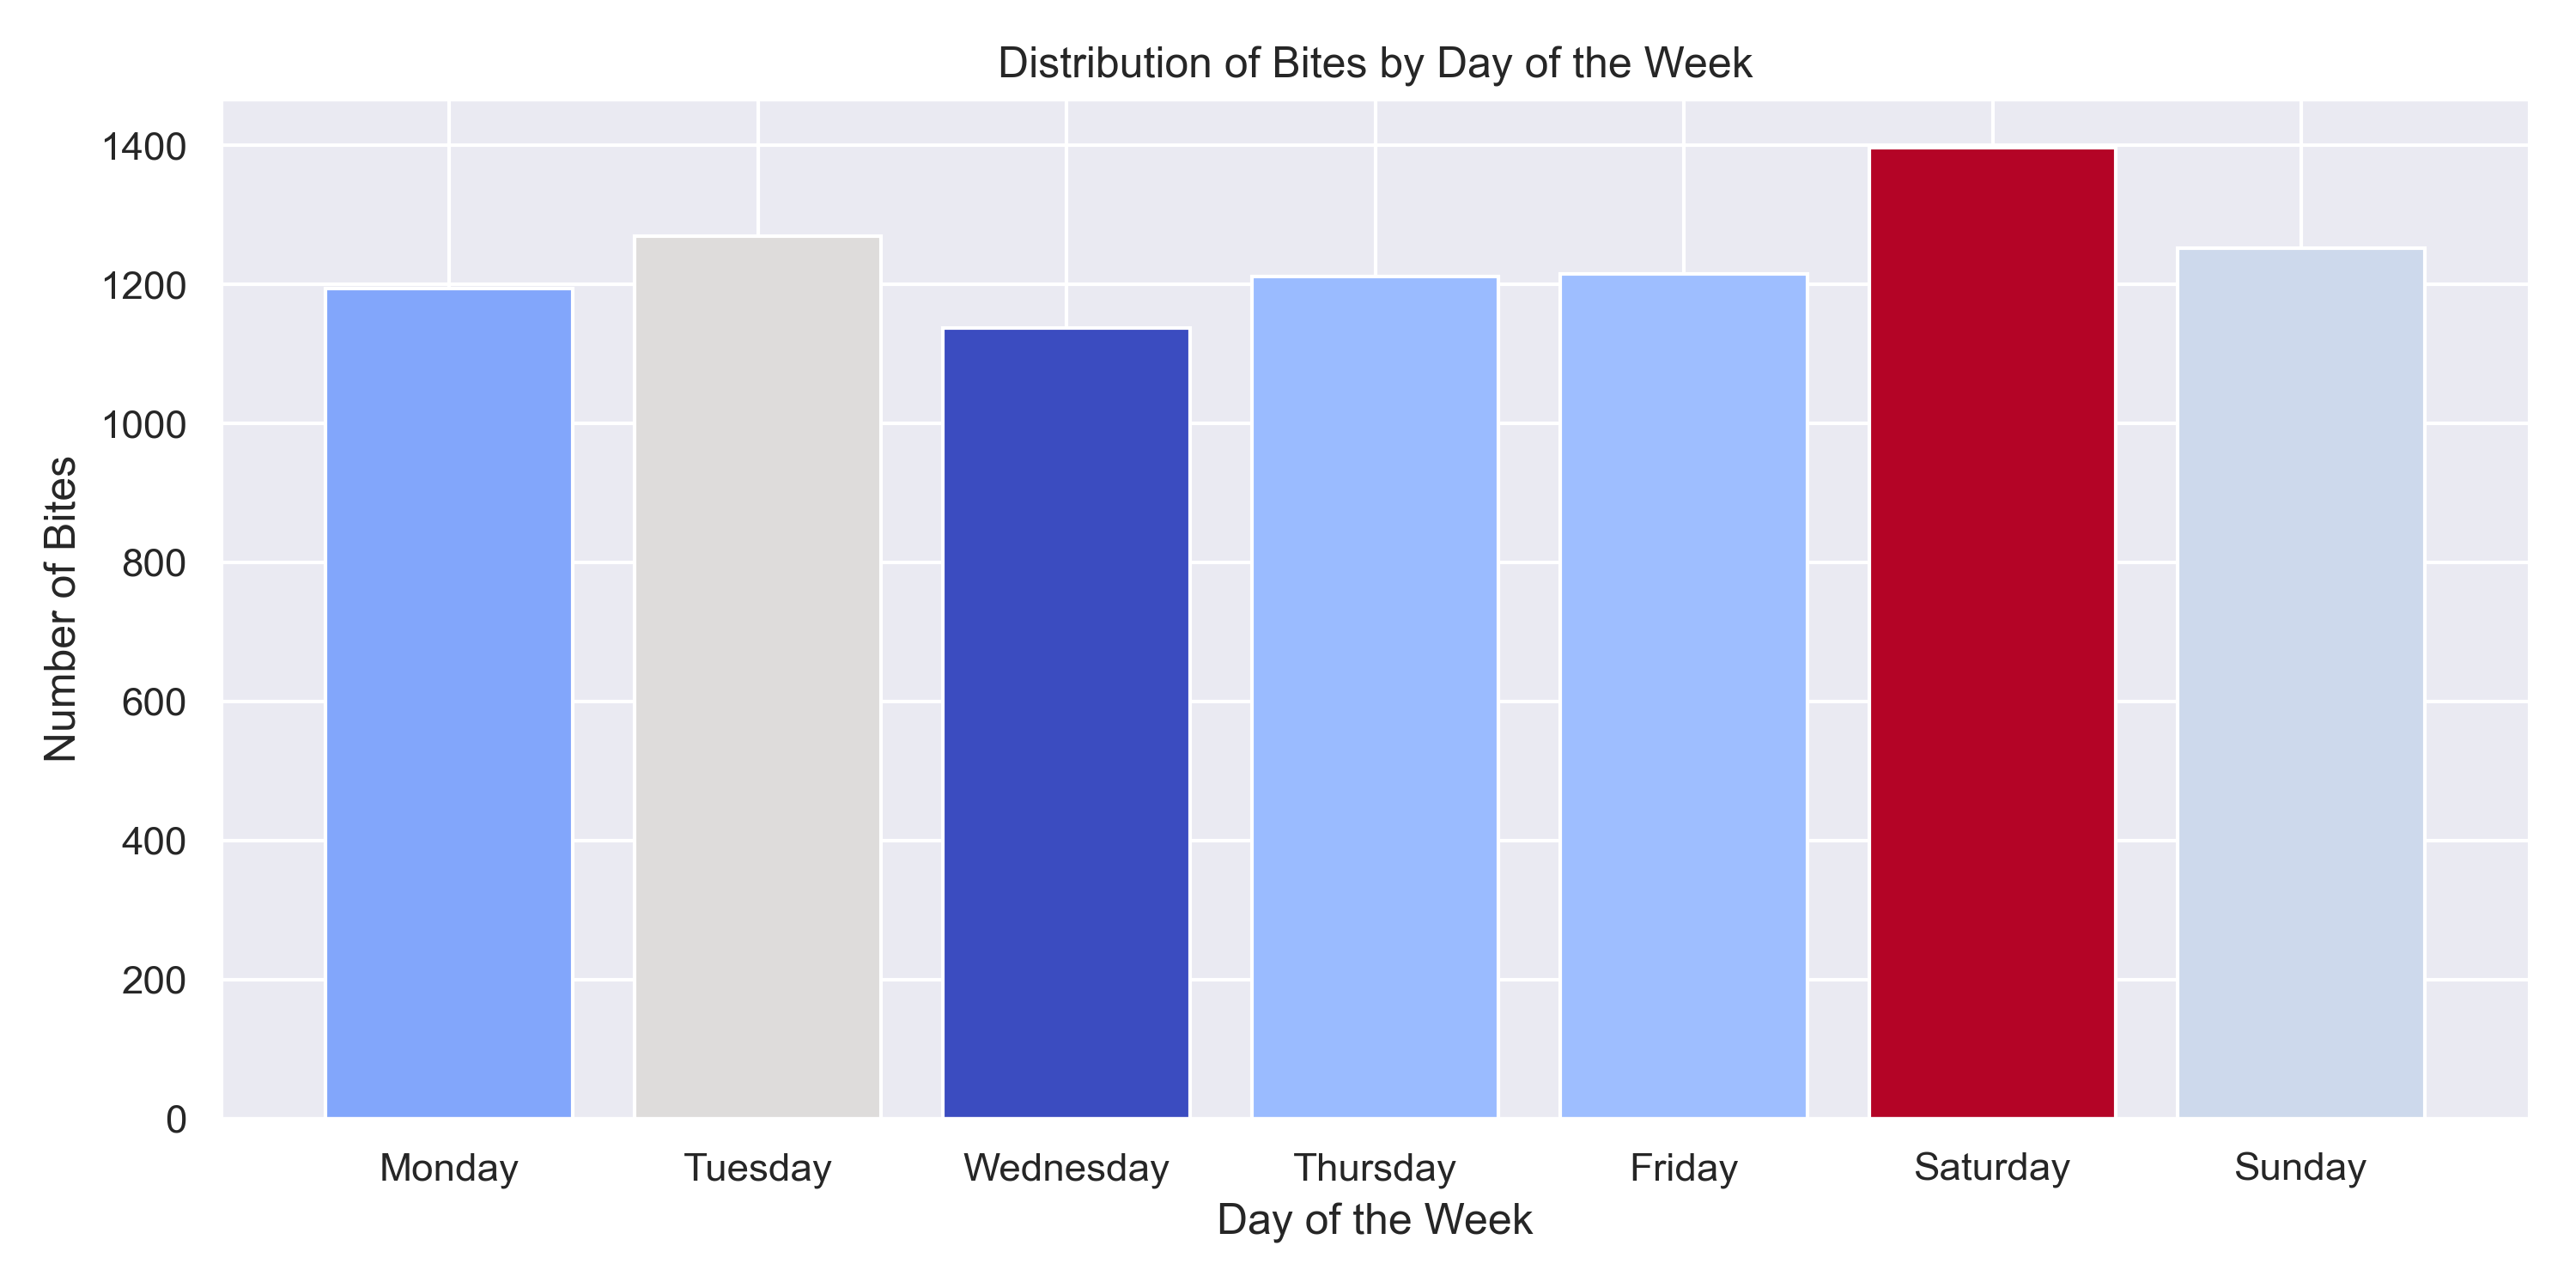 Distribution of Bites by Day of the Week
1400
1200
1000
800
600
400
200
0
Number of Bites
Monday Tuesday Wednesday Thursday Friday Saturday Sunday
Day of the Week